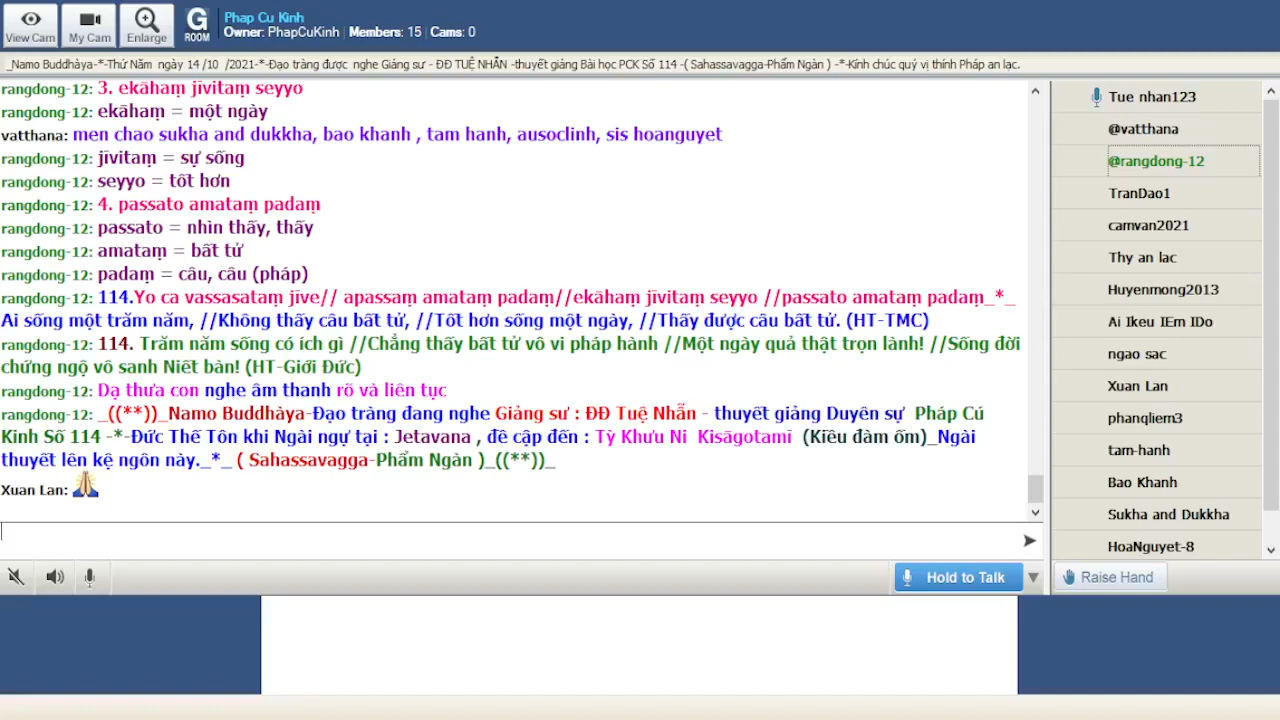 View Cam
My Cam
Enlarge
G
ROOM
Phap Cu Kinh
Owner: PhapCuKinh | Members: 15 | Cams: 0
_Namo Buddhàya-*-Thứ Năm ngày 14 /10 /2021-*-Đạo tràng được nghe Giảng sư - ĐĐ TUỆ NHẪN -thuyết giảng Bài học PCK Số 114 -( Sahassavagga-Phẩm Ngàn ) -*-Kính chúc quý vị thính Pháp an lạc.
rangdong-12: 3. ekāhaṃ jīvitaṃ seyyo
rangdong-12: ekāhaṃ = một ngày
vatthana: men chao sukha and dukkha, bao khanh , tam hanh, ausoclinh, sis hoanguyet
rangdong-12: jīvitaṃ = sự sống
rangdong-12: seyyo = tốt hơn
rangdong-12: 4. passato amataṃ padaṃ
rangdong-12: passato = nhìn thấy, thấy
rangdong-12: amataṃ = bất tử
rangdong-12: padaṃ = câu, câu (pháp)
rangdong-12: 114.Yo ca vassasataṃ jīve// apassaṃ amataṃ padaṃ//ekāhaṃ jīvitaṃ seyyo //passato amataṃ padaṃ_*_
Ai sống một trăm năm, //Không thấy câu bất tử, //Tốt hơn sống một ngày, //Thấy được câu bất tử. (HT-TMC)
rangdong-12: 114. Trăm năm sống có ích gì //Chẳng thấy bất tử vô vi pháp hành //Một ngày quả thật trọn lành! //Sống đời
chứng ngộ vô sanh Niết bàn! (HT-Giới Đức)
rangdong-12: Dạ thưa con nghe âm thanh rõ và liên tục
rangdong-12: _((**))_Namo Buddhàya-Đạo tràng đang nghe Giảng sư : ĐĐ Tuệ Nhẫn - thuyết giảng Duyên sự Pháp Cú
Kinh Số 114 -*-Đức Thế Tôn khi Ngài ngự tại : Jetavana , đề cập đến : Tỳ Khưu Ni Kisāgotamī (Kiều đàm ốm)_Ngài
thuyết lên kệ ngôn này._*_ ( Sahassavagga-Phẩm Ngàn )_((**))_
Xuan Lan:
Hold to Talk
Tue nhan123
@vatthana
@rangdong-12
TranDao1
camvan2021
Thy an lac
Huyenmong2013
Ai Ikeu IEm IDo
ngao sac
Xuan Lan
phanqliem3
tam-hanh
Bao Khanh
Sukha and Dukkha
HoaNguyet-8
Raise Hand